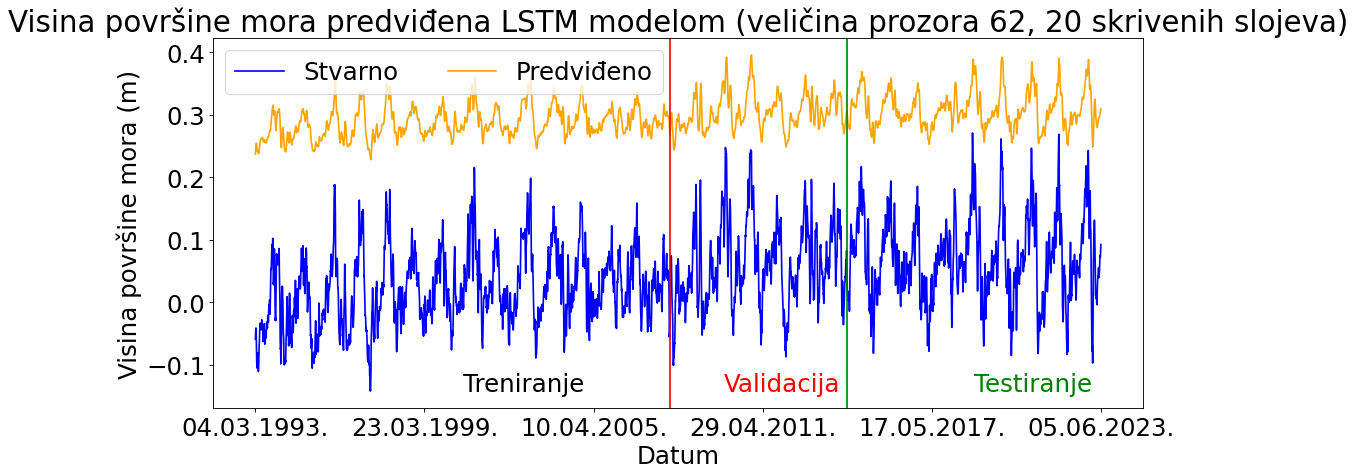 Visina površine mora predviđena LSTM modelom (veličina prozora 62, 20 skrivenih slojeva)
Stvarno Predviđeno
Visina površine mora (m)
0.4
0.3
0.2
0.1
0.0
−0.1
Treniranje Validacija Testiranje
04.03.1993. 23.03.1999. 10.04.2005. 29.04.2011. 17.05.2017. 05.06.2023.
Datum